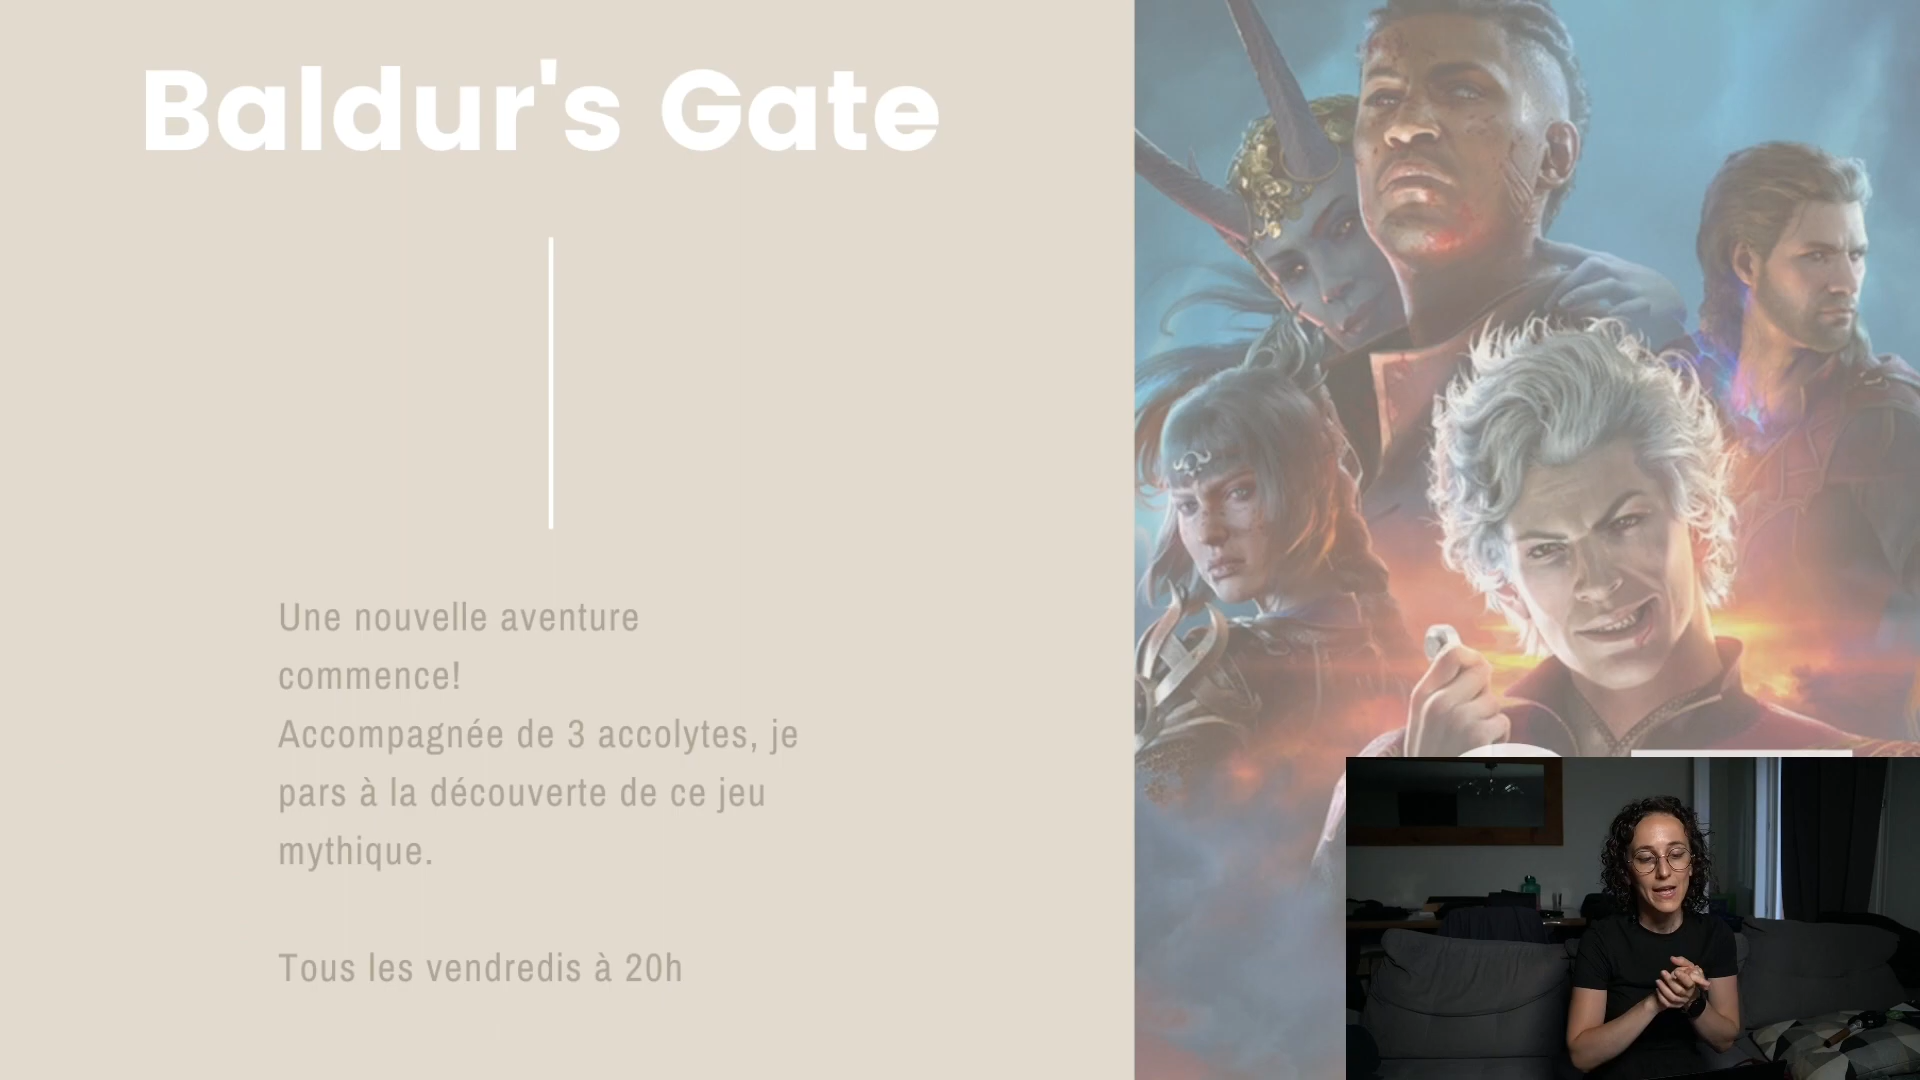 Baldur's Gate
Une nouvelle aventure
commence!
Accompagnée de 3 accolytes, je
pars à la découverte de ce jeu
mythique.
Tous les vendredis à 20h